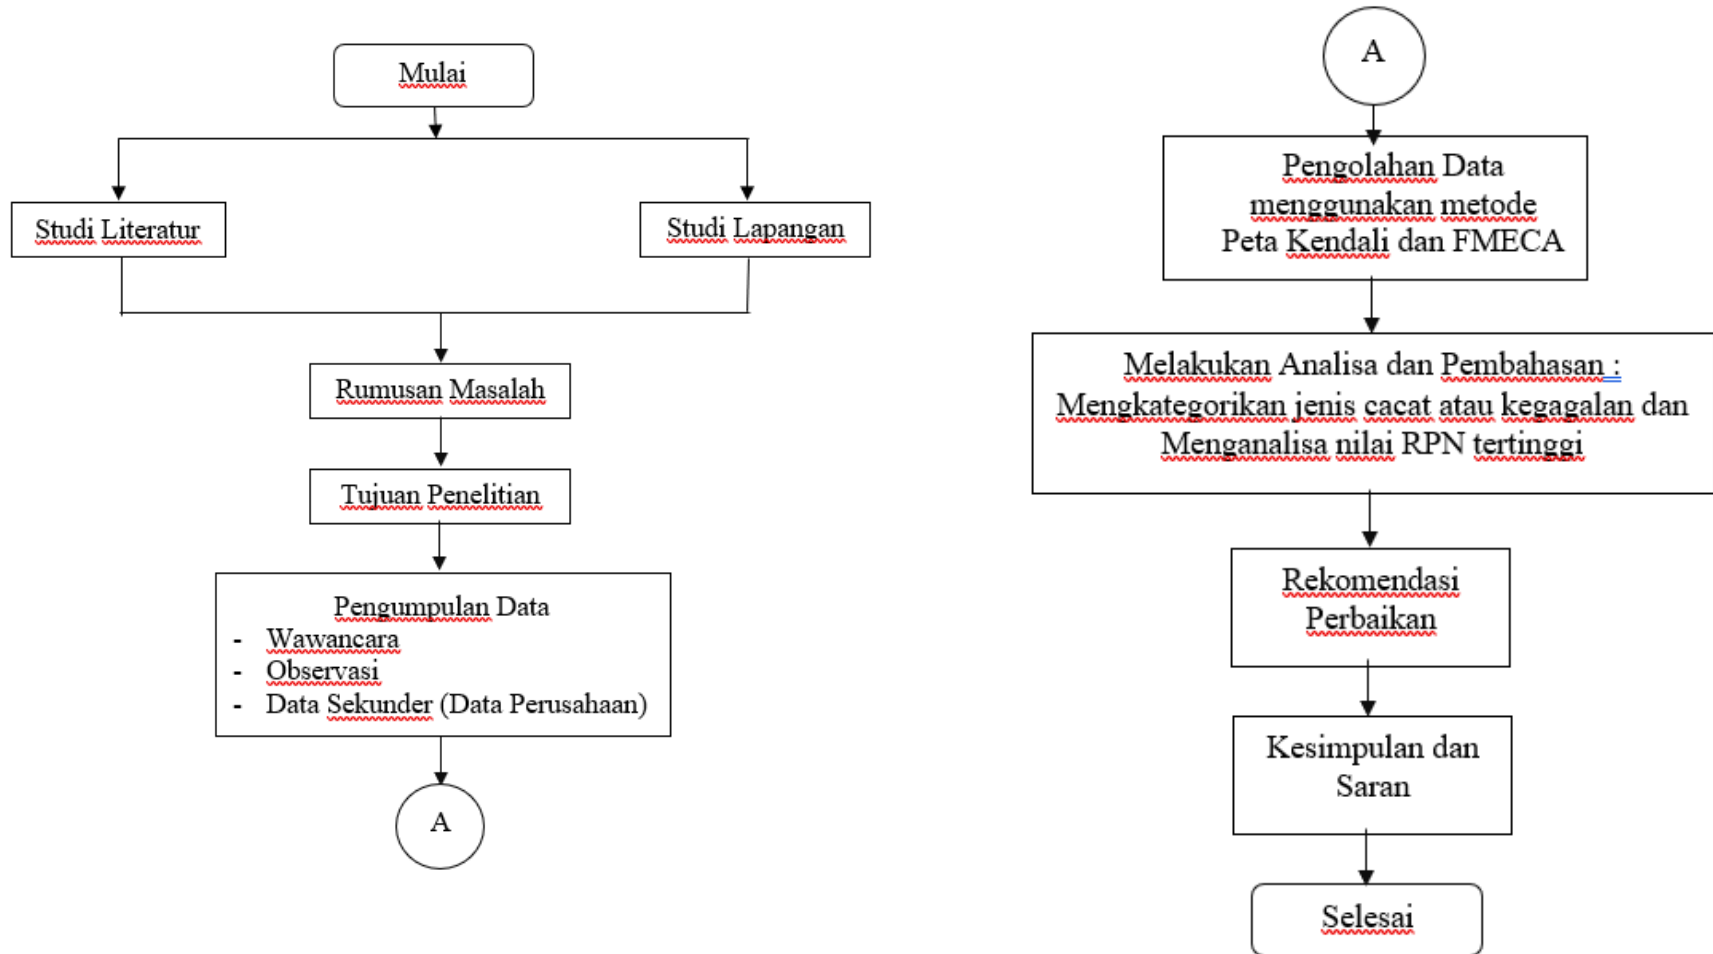 Mulai
Studi Literatur
Studi Lapangan
Rumusan Masalah
Tujuan Penelitian
Pengumpulan Data
- Wawancara
- Observasi
- Data Sekunder (Data Perusahaan)
A
A
Pengolahan Data
menggunakan metode
Peta Kendali dan FMECA
Melakukan Analisa dan Pembahasan :
Mengkategorikan jenis cacat atau kegagalan dan
Menganalisa nilai RPN tertinggi
Rekomendasi
Perbaikan
Kesimpulan dan
Saran
Selesai